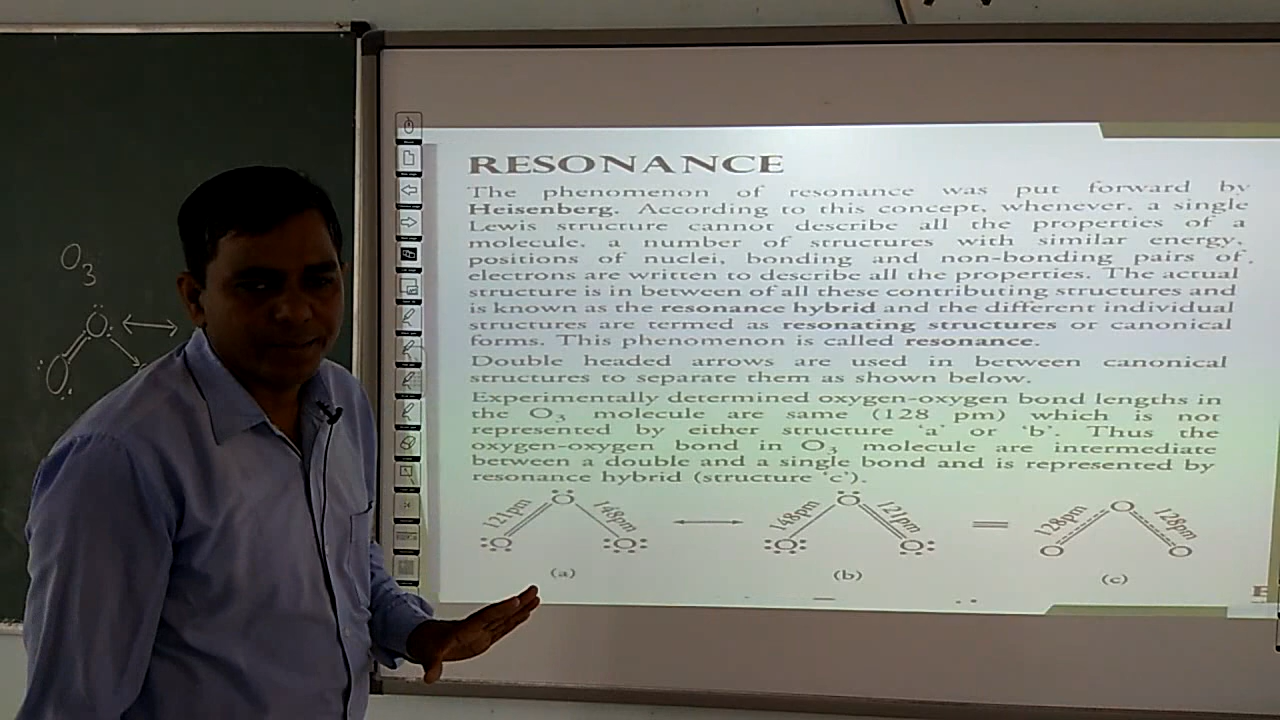 O3
O
O
RESONANCE
The phenomenon of resonance was put forward by
Heisenberg. According to this concept, whenever, a single
Lewis structure cannot describe all the properties of a
molecule a number of structures with similar energy,
positions of nuclei, bonding and non-bonding pairs of
electrons are written to describe all the properties. The actual
structure is in between of all these contributing structures and
is known as the resonance hybrid and the different individual
structures are termed as resonating structures or canonical
forms. This phenomenon is called resonance.
Double headed arrows are used in between canonical
structures to separate them as shown below.
Experimentally determined oxygen-oxygen bond lengths in
the O3 molecule are same (128 pm) which is not
represented by either structure 'a' or 'b'. Thus the
oxygen-oxygen bond in O3 molecule are intermediate
between a double and a single bond and is represented by
resonance hybrid (structure 'c').
121pm O 148pm
O O
(a)
148pm O 121pm
O O
(b)
=
128pm O 128pm
O O
(c)